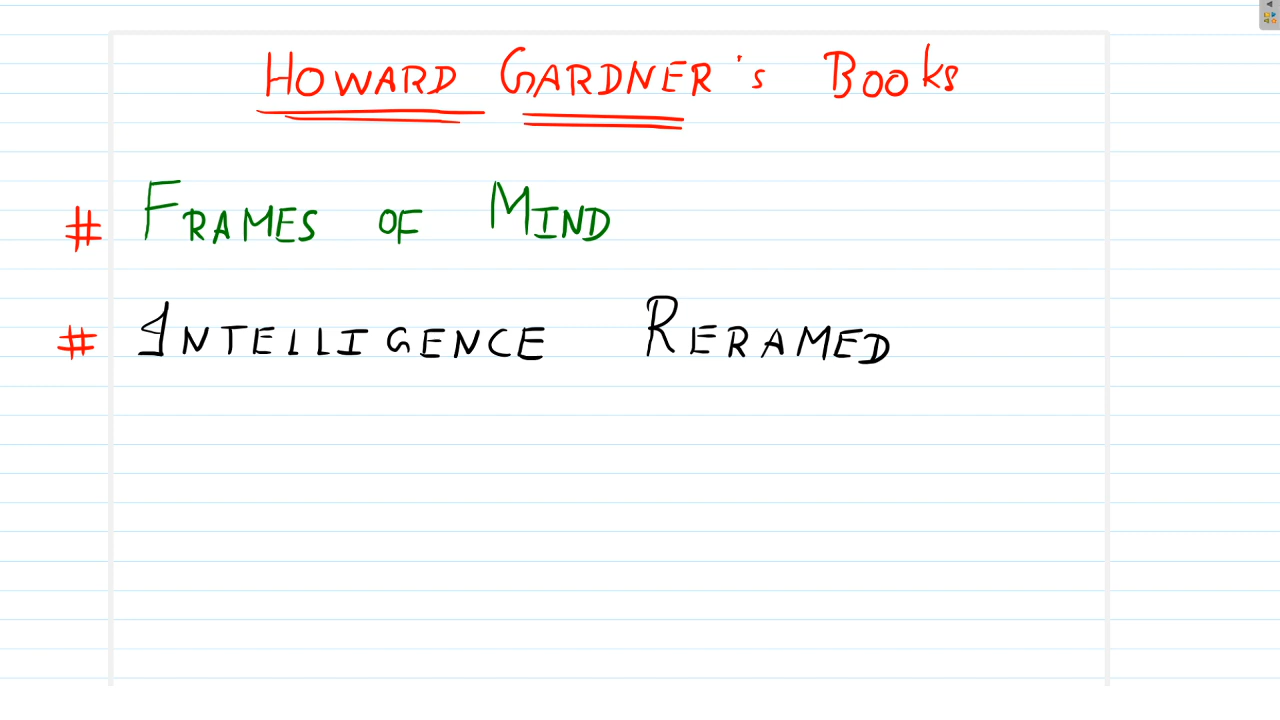 HOWARD GARDNER's BOOks
# FRAMES OF MIND
# INTELLIGENCE RERAMED